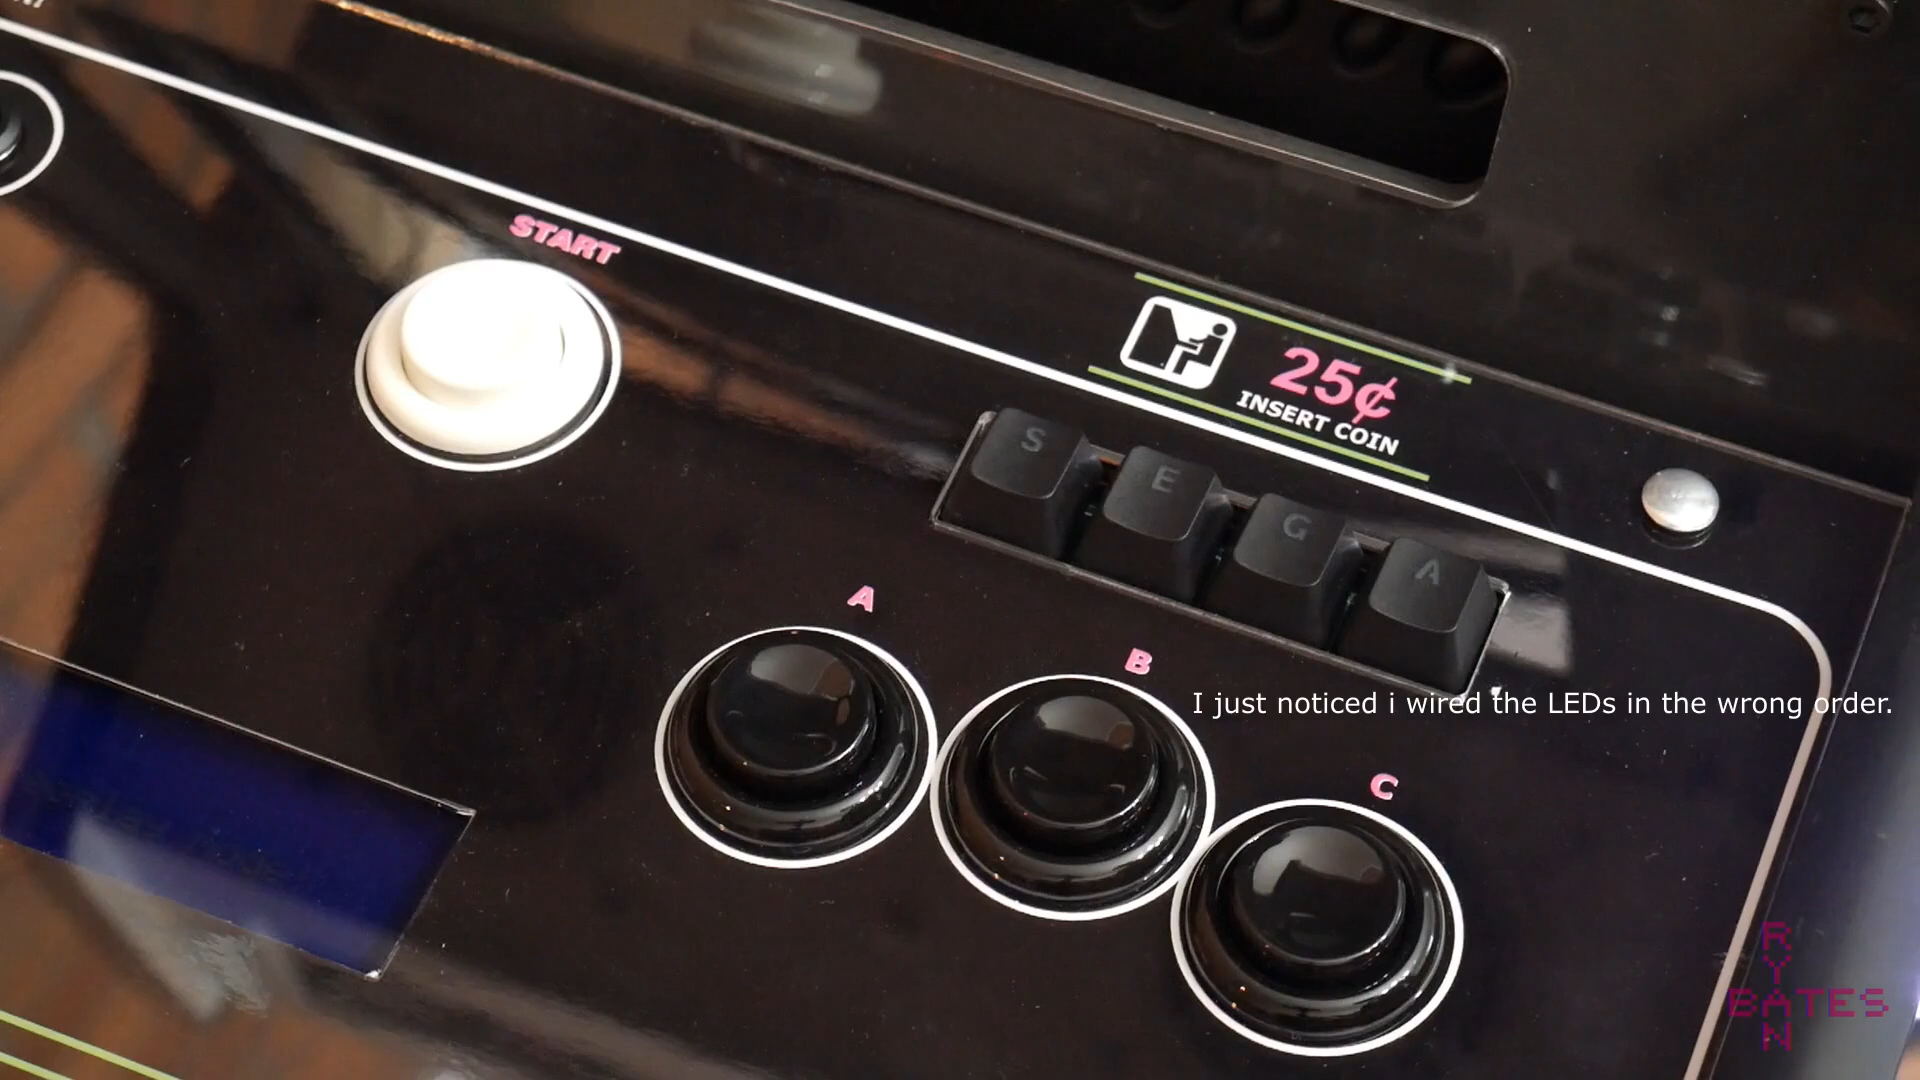 START
25¢
INSERT COIN
S E G A
A
B
I just noticed i wired the LEDs in the wrong order.
C
RYAN
BATES